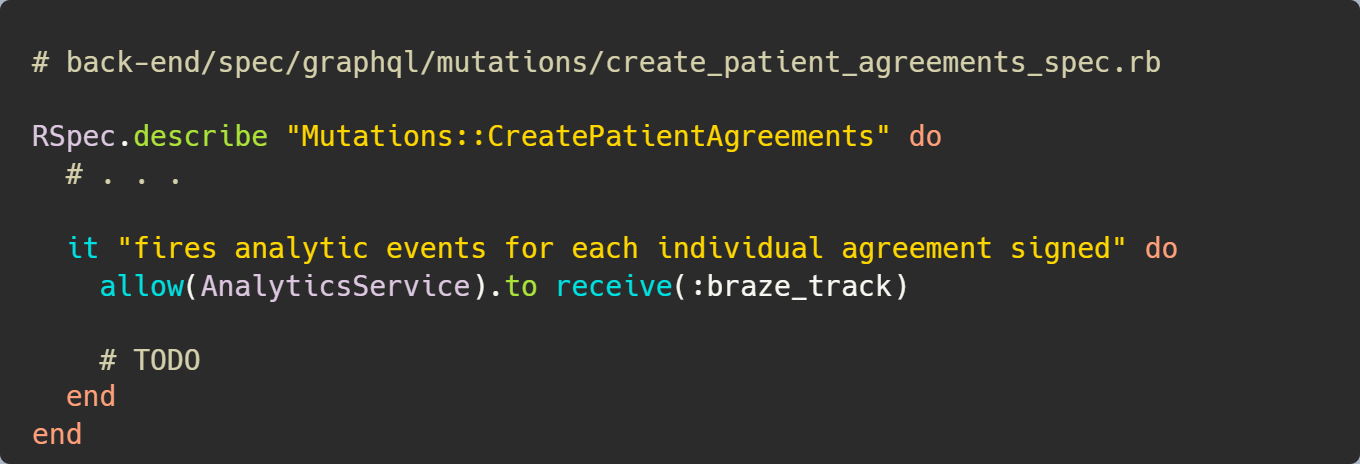 # back-end/spec/graphql/mutations/create_patient_agreements_spec.rb
RSpec.describe "Mutations::CreatePatientAgreements" do
# . . .
it "fires analytic events for each individual agreement signed" do
allow(AnalyticsService).to receive(:braze_track)
# TODO
end
end